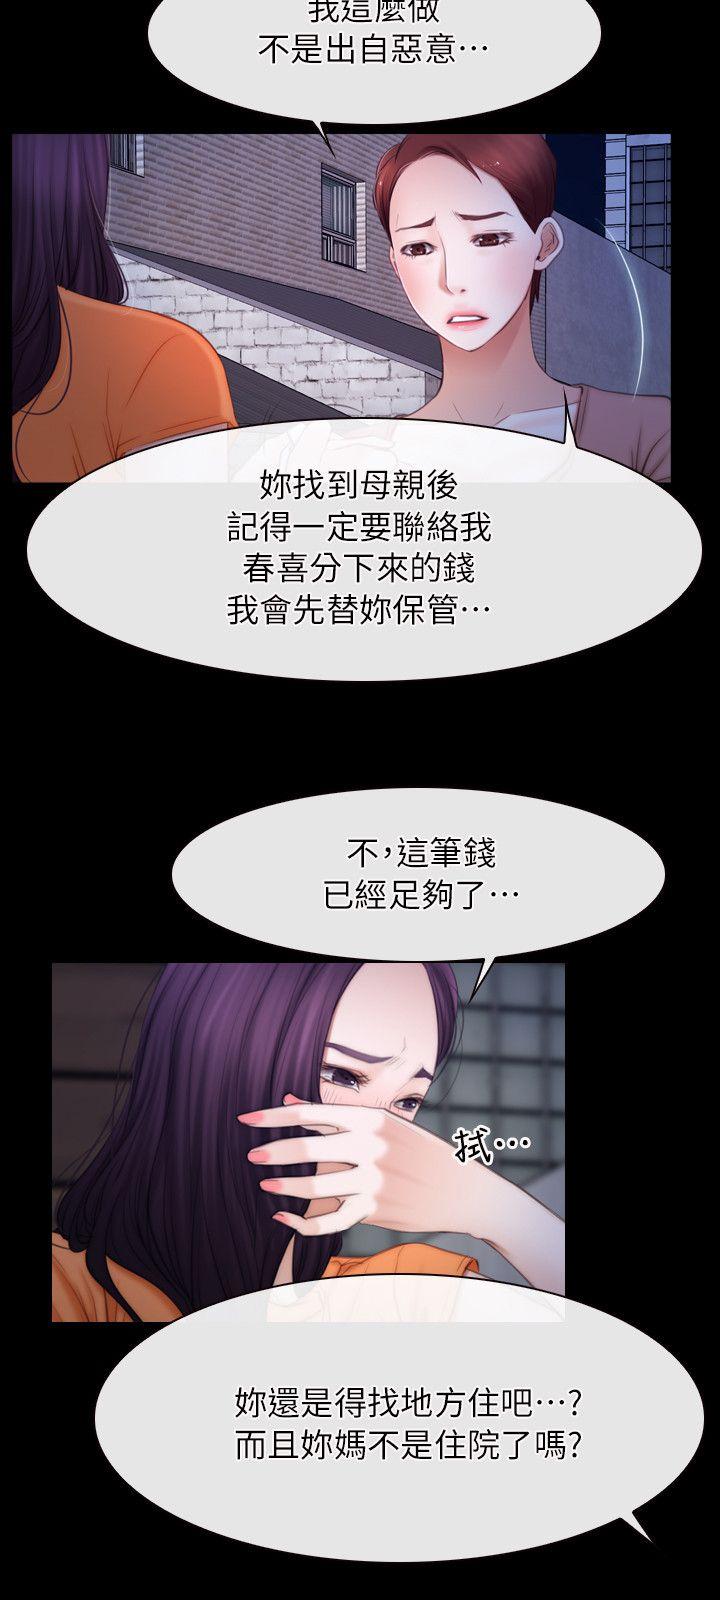 我這麼做
不是出自惡意…
妳找到母親後
記得一定要聯絡我
春喜分下來的錢
我會先替妳保管…
不，這筆錢
已經足夠了…
拭…
妳還是得找地方住吧…?
而且妳媽不是住院了嗎?